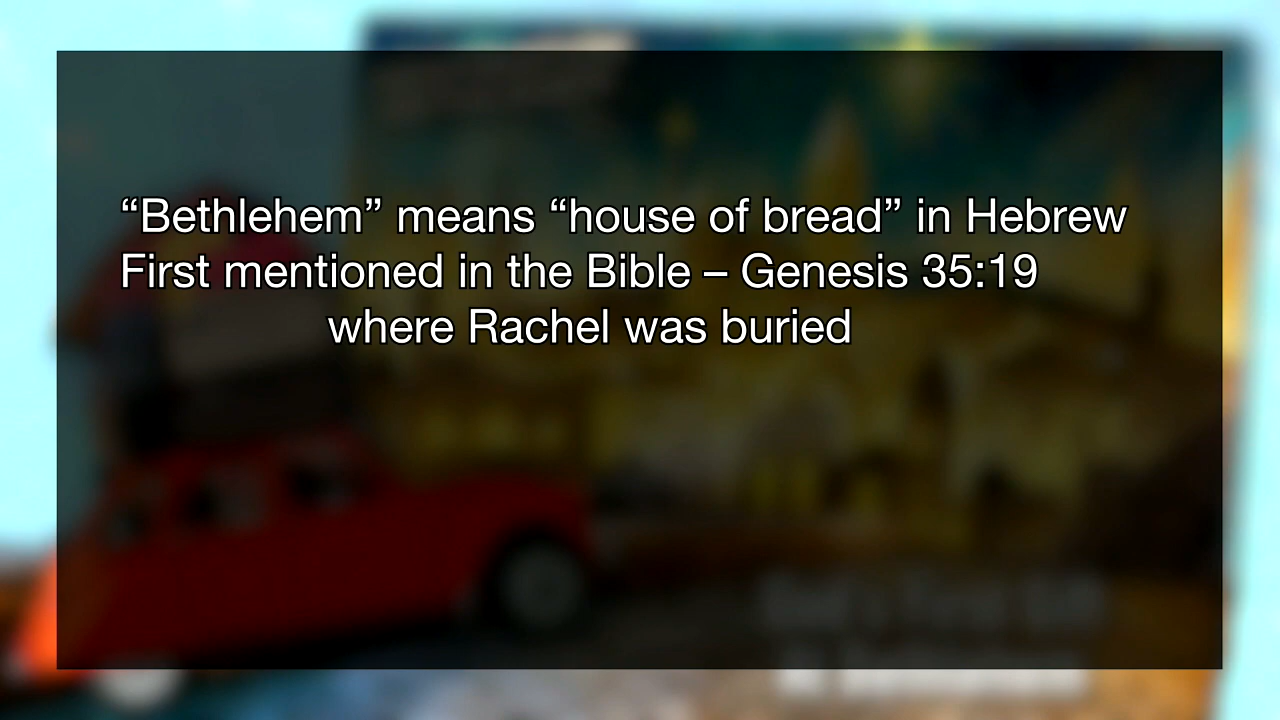 “Bethlehem” means “house of bread” in Hebrew
First mentioned in the Bible – Genesis 35:19
where Rachel was buried